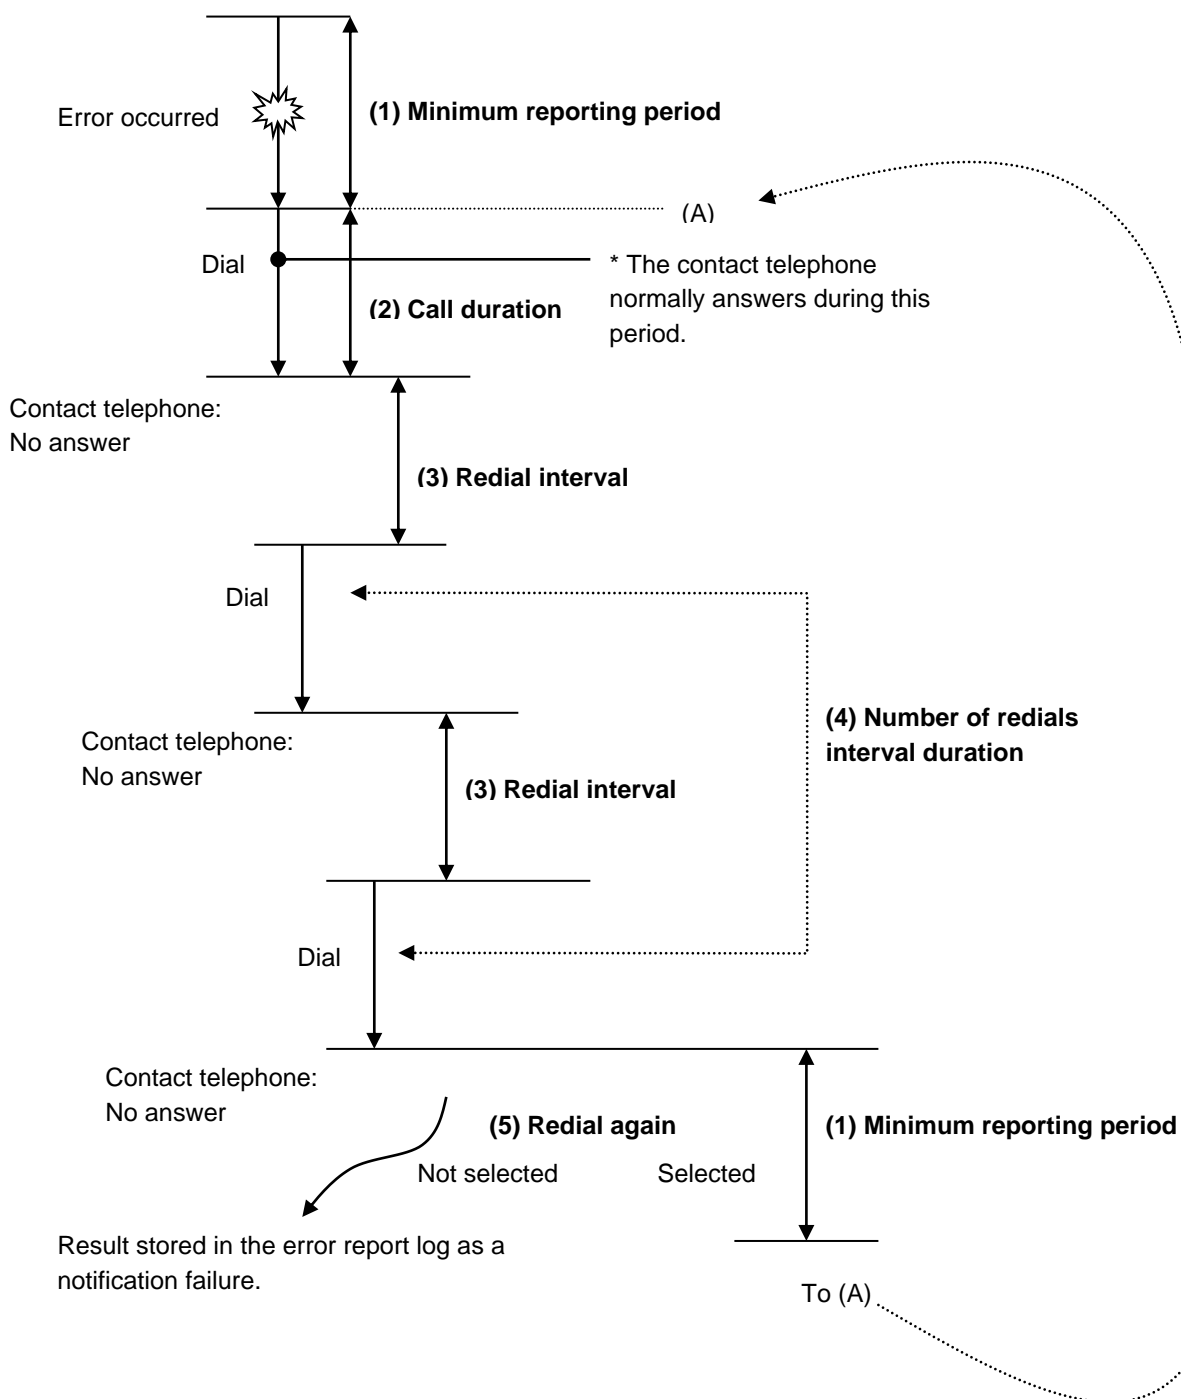 Error occurred
(1) Minimum reporting period
(A)
Dial
* The contact telephone
normally answers during this
period.
(2) Call duration
Contact telephone:
No answer
(3) Redial interval
Dial
(4) Number of redials
interval duration
Contact telephone:
No answer
(3) Redial interval
Dial
Contact telephone:
No answer
(5) Redial again
(1) Minimum reporting period
Not selected
Selected
Result stored in the error report log as a
notification failure.
To (A)